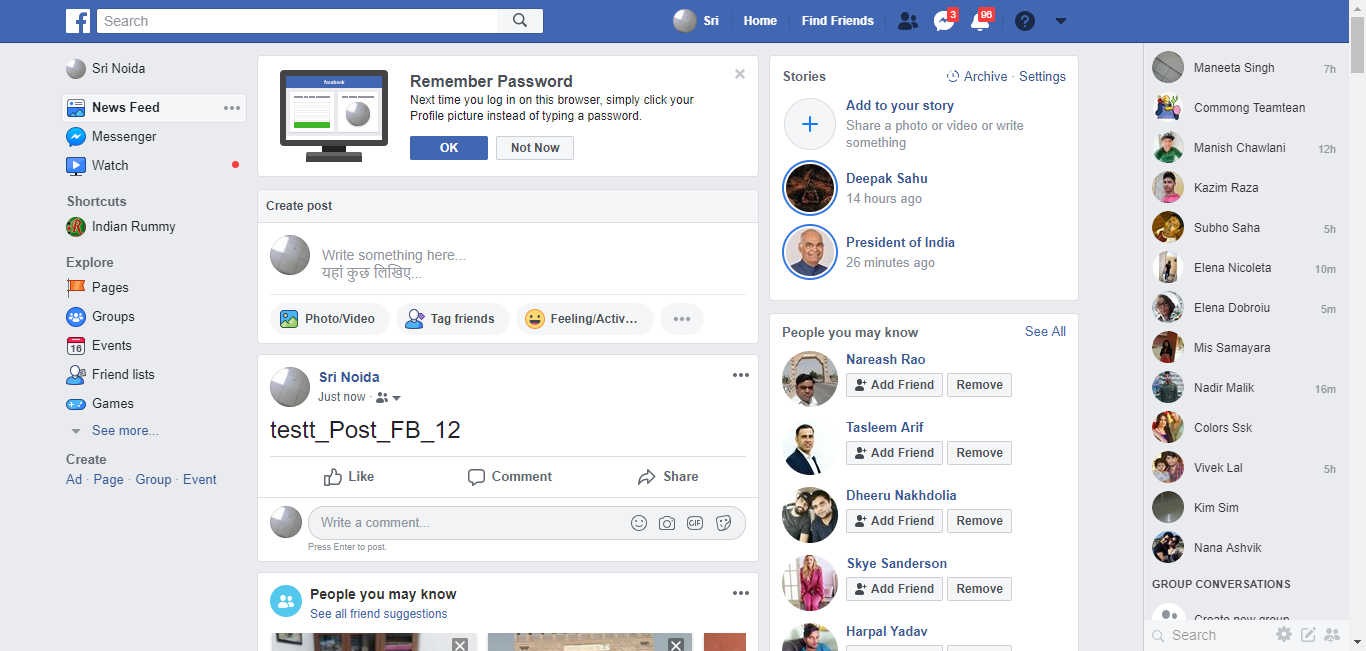 Search
Sri
Home
Find Friends
3
96
Sri Noida
News Feed
Messenger
Watch
Shortcuts
Indian Rummy
Explore
Pages
Groups
16
Events
Friend lists
Games
See more...
Create
Ad · Page · Group · Event
facebook
Remember Password
Next time you log in on this browser, simply click your
Profile picture instead of typing a password.
OK
Not Now
Create post
Write something here...
यहां कुछ लिखिए...
Photo/Video
Tag friends
Feeling/Activ...
Sri Noida
Just now ·
testt_Post_FB_12
Like
Comment
Share
Write a comment...
GIF
Press Enter to post.
People you may know
See all friend suggestions
Stories
Archive · Settings
Add to your story
Share a photo or video or write
something
Deepak Sahu
14 hours ago
President of India
26 minutes ago
People you may know
See All
Nareash Rao
Add Friend
Remove
Tasleem Arif
Add Friend
Remove
Dheeru Nakhdolia
Add Friend
Remove
Skye Sanderson
Add Friend
Remove
Harpal Yadav
Maneeta Singh 7h
Commong Teamtean
Manish Chawlani 12h
Kazim Raza
Subho Saha 5h
Elena Nicoleta 10m
Elena Dobroiu 5m
Mis Samayara
Nadir Malik 16m
Colors Ssk
Vivek Lal 5h
Kim Sim
Nana Ashvik
GROUP CONVERSATIONS
Create new group
Search